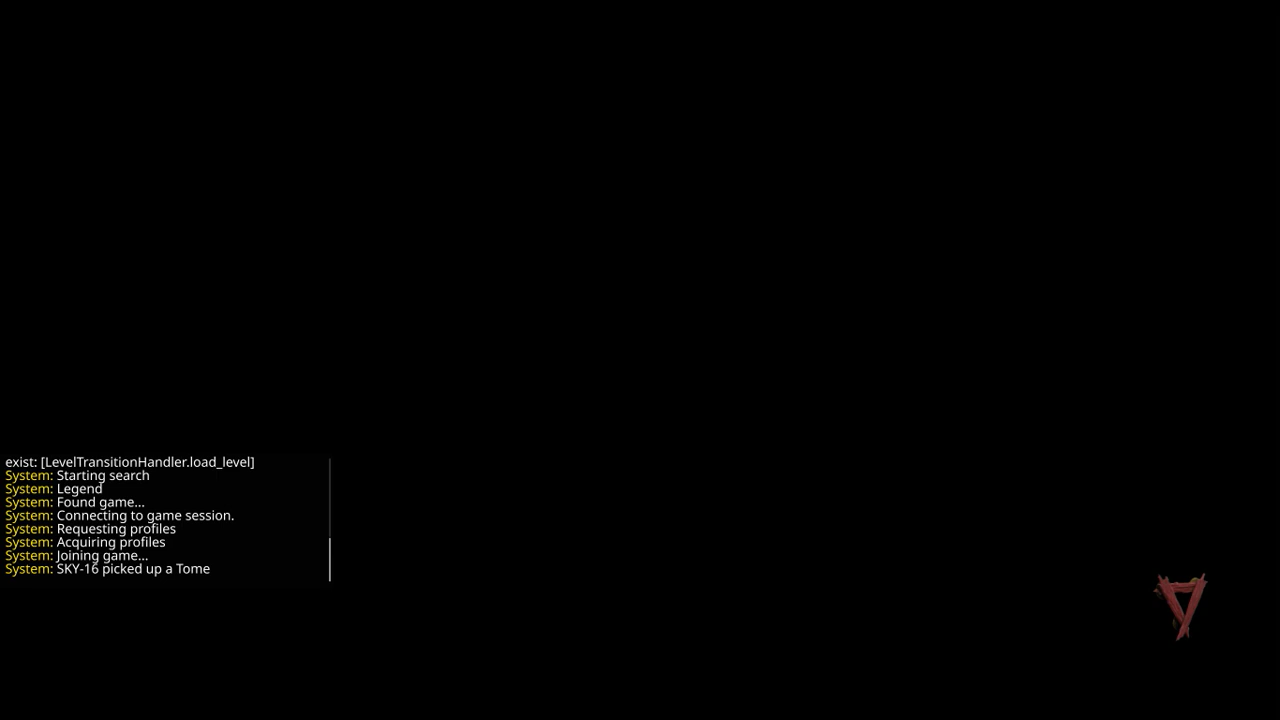 exist: [LevelTransitionHandler.load_level]
System: Starting search
System: Legend
System: Found game...
System: Connecting to game session.
System: Requesting profiles
System: Acquiring profiles
System: Joining game...
System: SKY-16 picked up a Tome